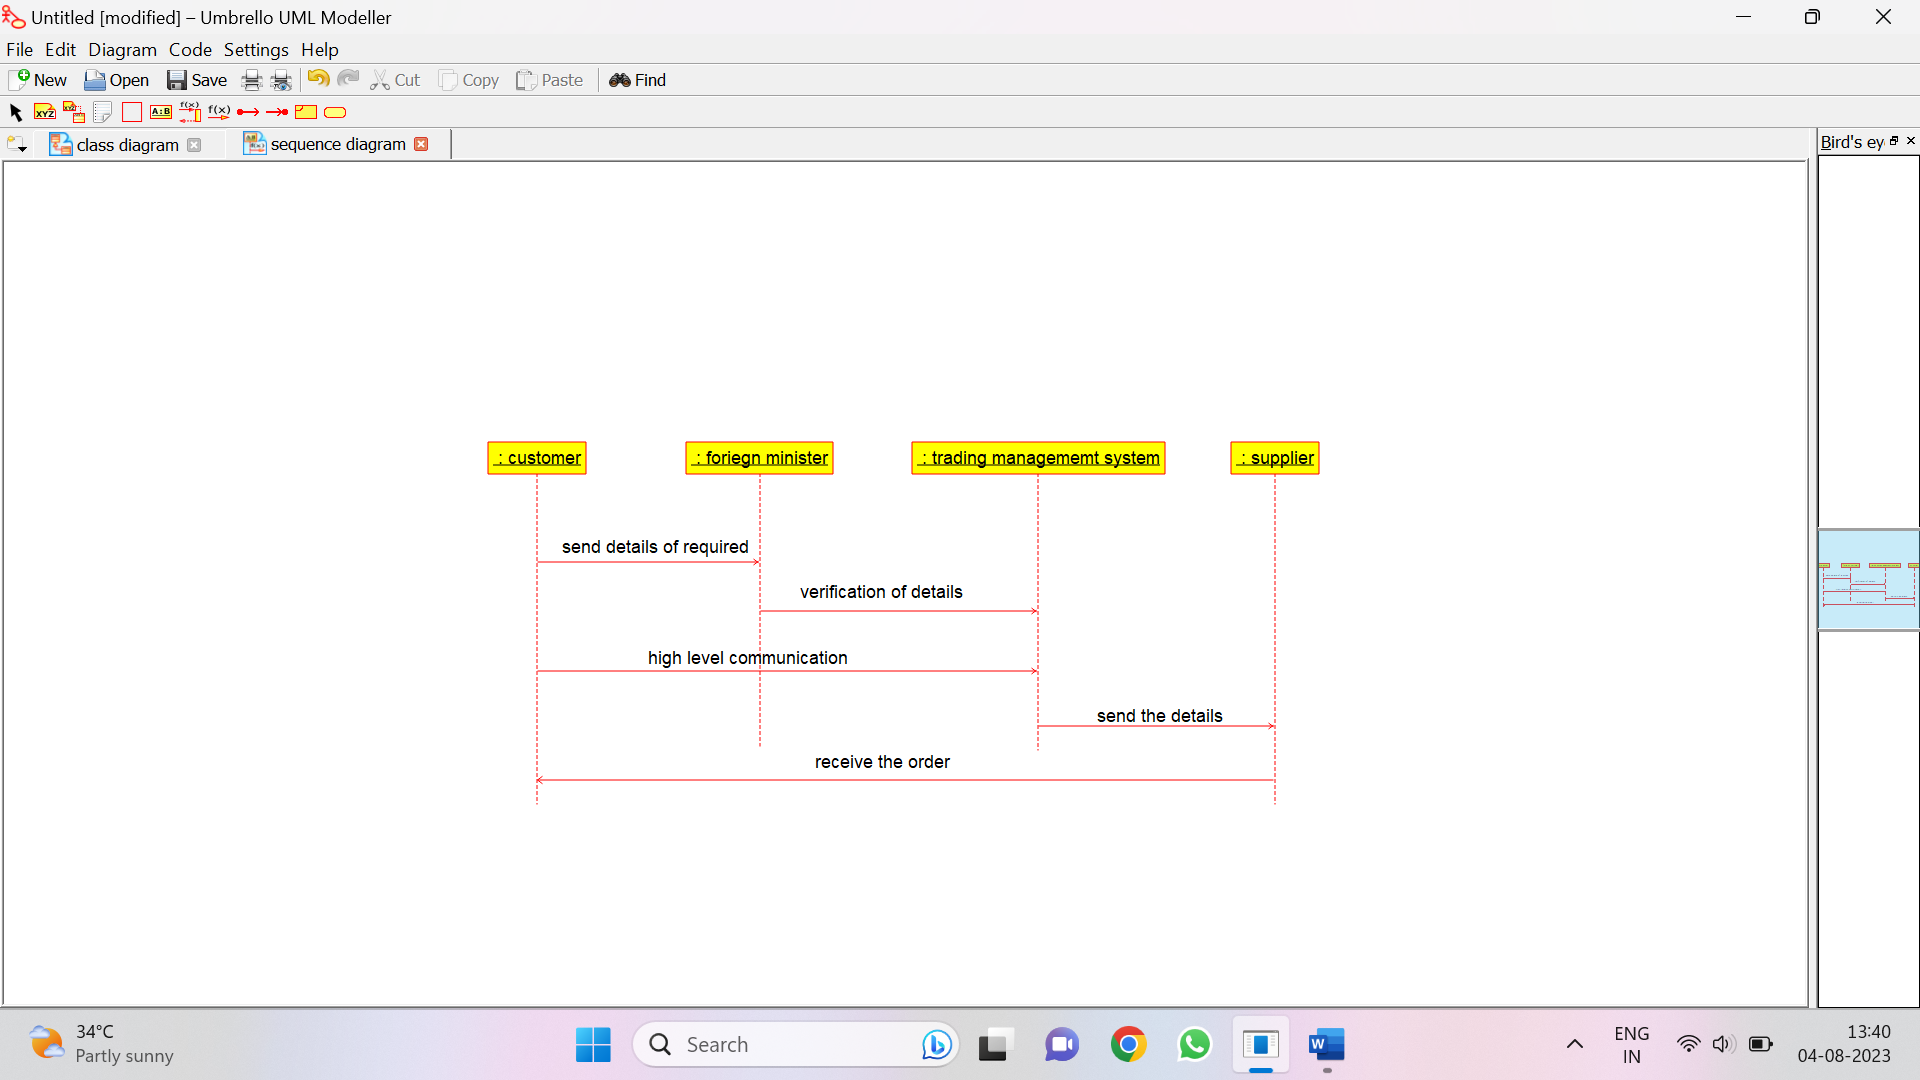 Untitled [modified] – Umbrello UML Modeller
File Edit Diagram Code Settings Help
New Open Save Cut Copy Paste Find
XYZ XYZ A:B f(x) f(x)
class diagram sequence diagram Bird's ey
: customer : foriegn minister : trading managememt system : supplier
send details of required
verification of details
high level communication
send the details
receive the order
34°C
Partly sunny
Search
W
ENG
IN
13:40
04-08-2023